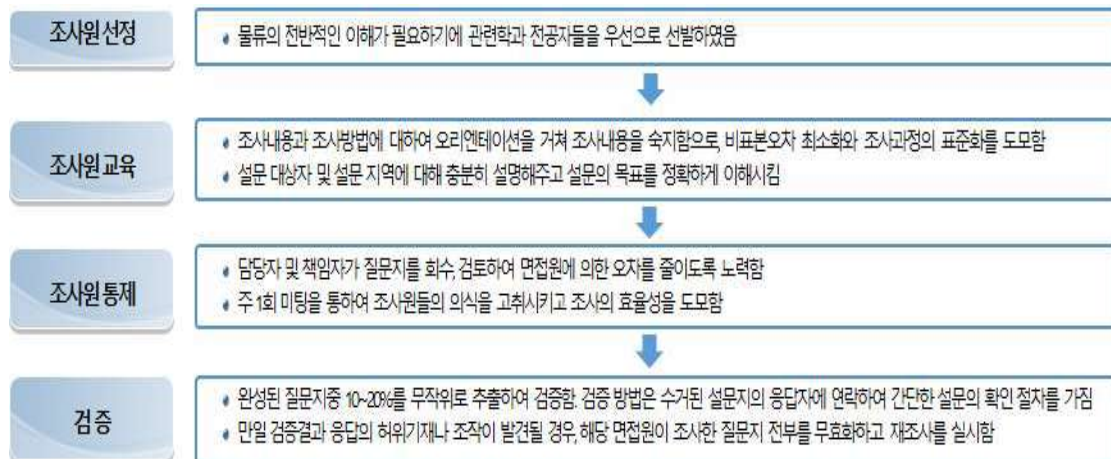 조사원 선정
물류의 전반적인 이해가 필요하기에 관련학과 전공자들을 우선으로 선발하였음
조사원 교육
조사내용과 조사방법에 대하여 오리엔테이션을 거쳐 조사내용을 숙지함으로, 비표본오차 최소화와 조사과정의 표준화를 도모함
설문 대상자 및 설문 지역에 대해 충분히 설명해주고 설문의 목표를 정확하게 이해시킴
조사원 통제
담당자 및 책임자가 질문지를 회수, 검토하여 면접원에 의한 오차를 줄이도록 노력함
주 1회 미팅을 통하여 조사원들의 의식을 고취시키고 조사의 효율성을 도모함
검증
완성된 질문지중 10~20%를 무작위로 추출하여 검증함. 검증 방법은 수거된 설문지의 응답자에 연락하여 간단한 설문의 확인 절차를 가짐
만일 검증결과 응답의 허위기재나 조작이 발견될 경우, 해당 면접원이 조사한 질문지 전부를 무효화하고 재조사를 실시함